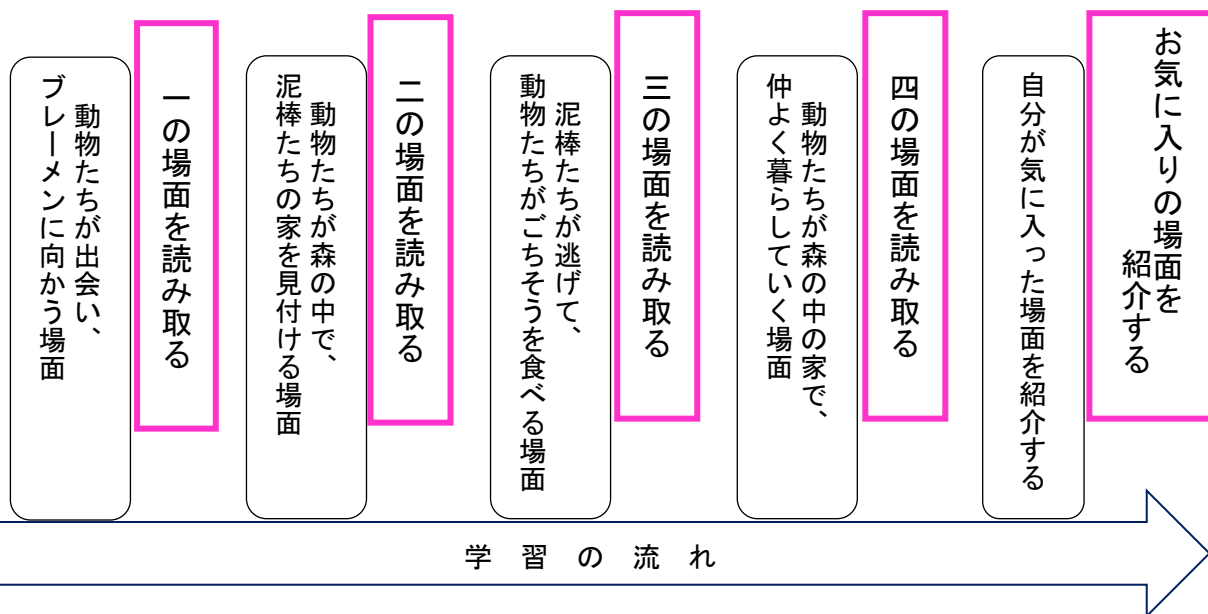 一の場面を読み取る
動物たちが出会い、
ブレーメンに向かう場面
二の場面を読み取る
動物たちが森の中で、
泥棒たちの家を見付ける場面
三の場面を読み取る
泥棒たちが逃げて、
動物たちがごちそうを食べる場面
四の場面を読み取る
動物たちが森の中の家で、
仲よく暮らしていく場面
お気に入りの場面を
紹介する
自分が気に入った場面を紹介する
学習の流れ